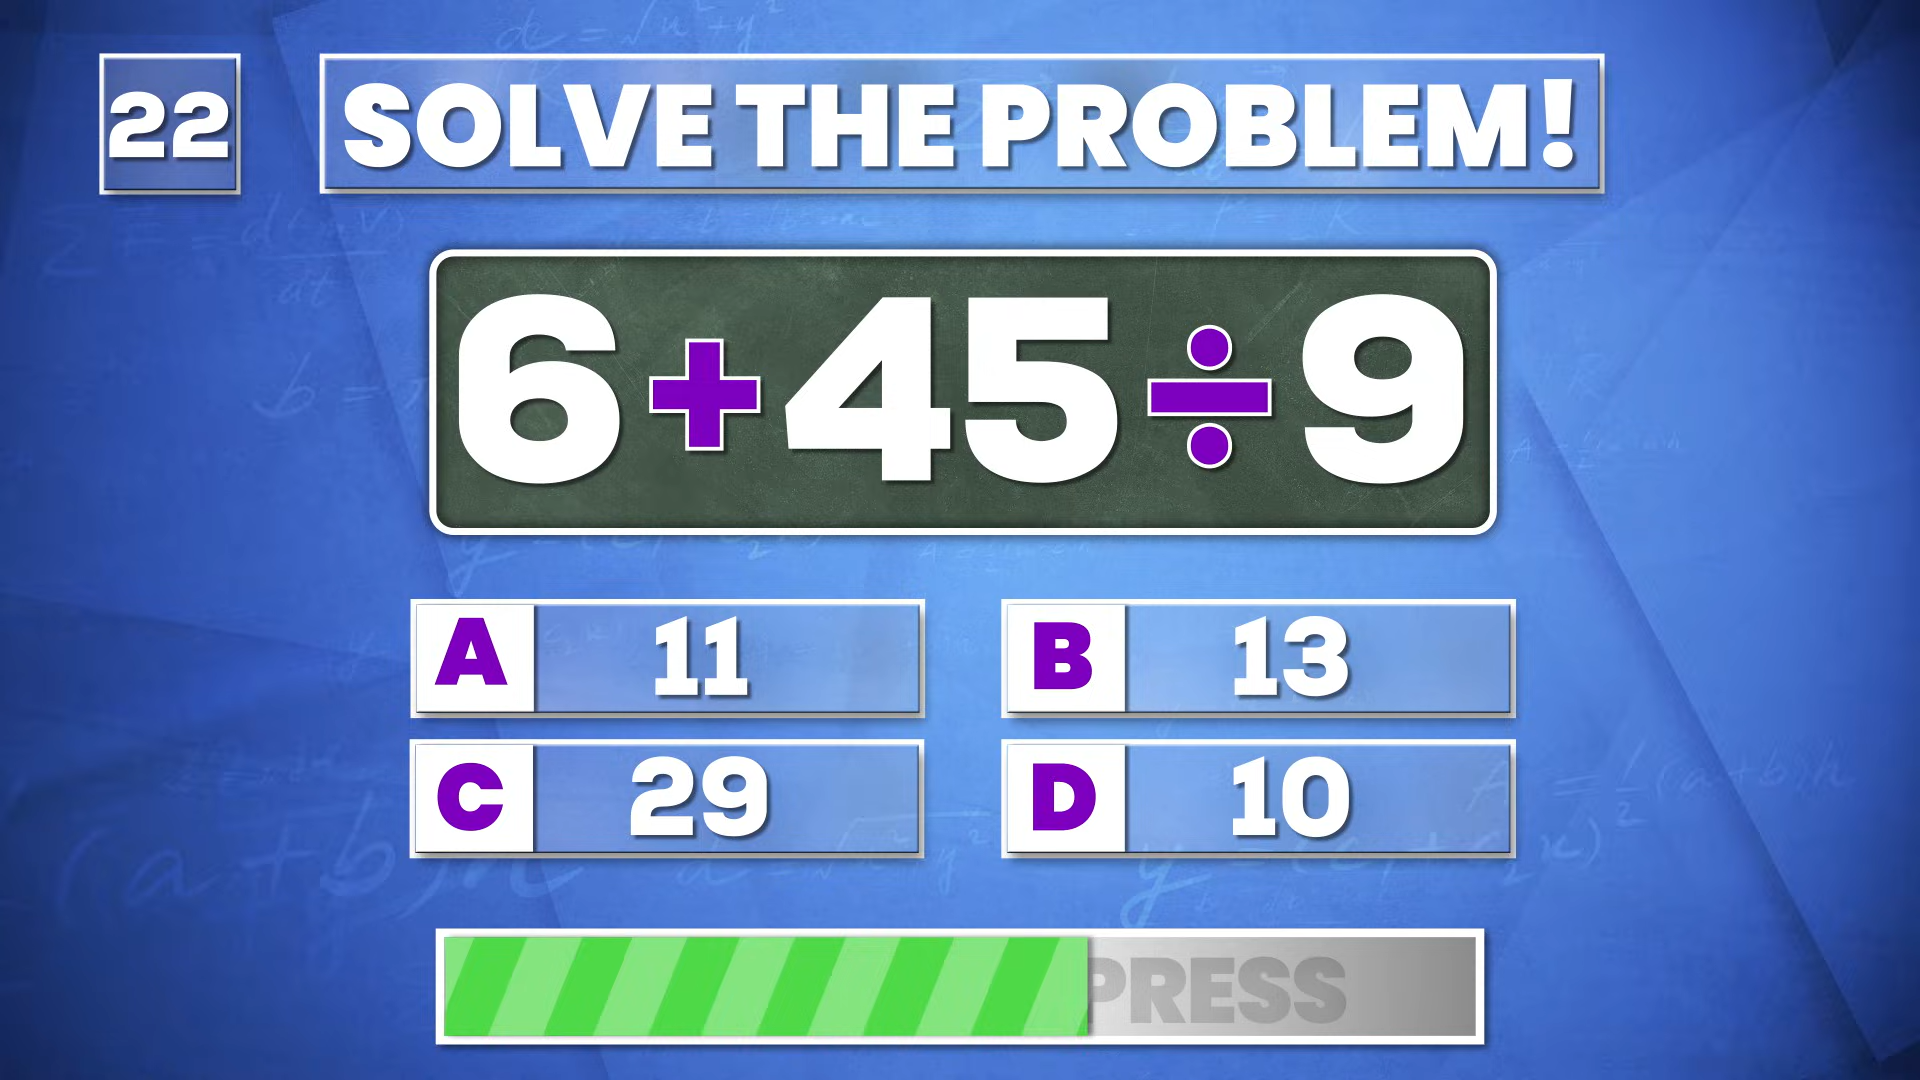 22
SOLVE THE PROBLEM!
6+45÷9
A 11
B 13
C 29
D 10
PRESS